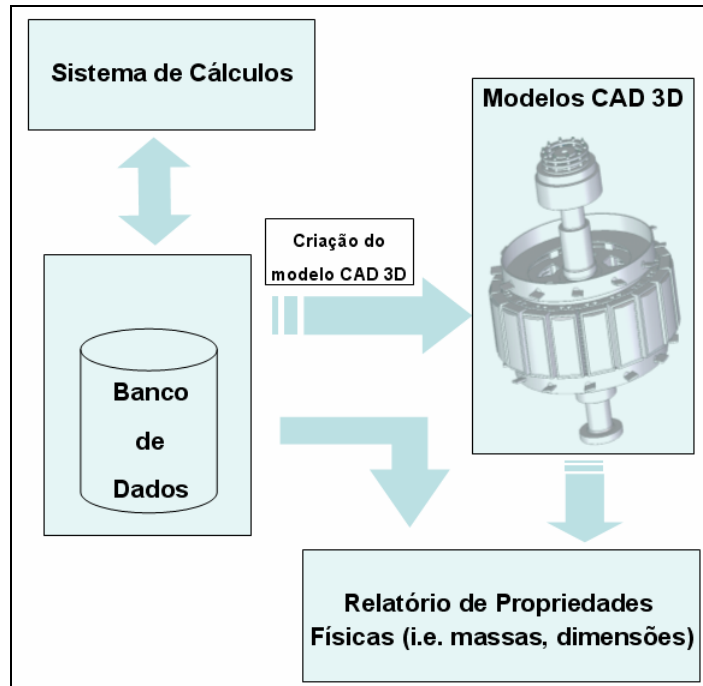 Sistema de Cálculos
Modelos CAD 3D
Criação do
modelo CAD 3D
Banco
de
Dados
Relatório de Propriedades
Físicas (i.e. massas, dimensões)